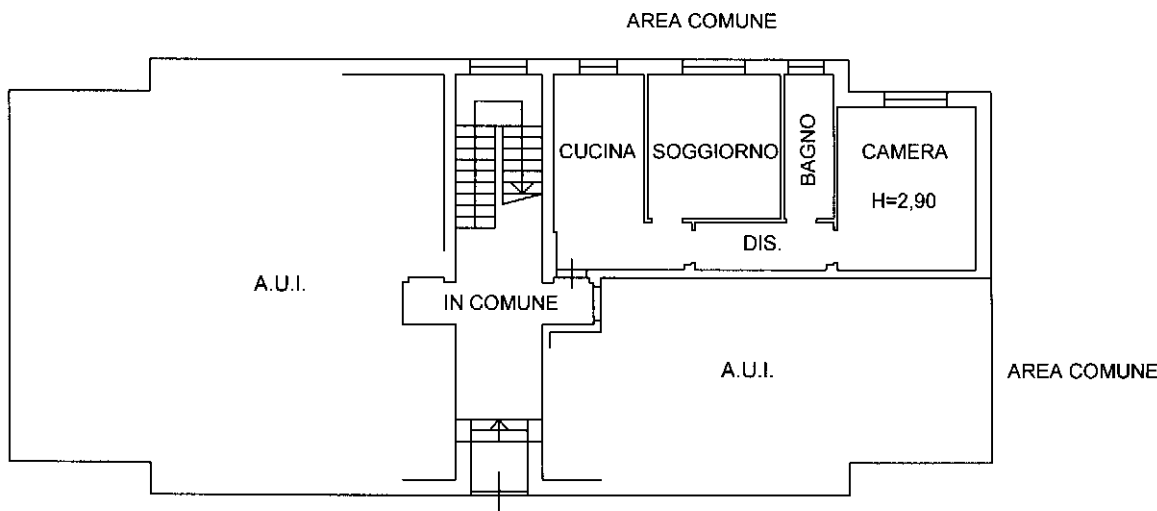 AREA COMUNE
CUCINA
SOGGIORNO
BAGNO
CAMERA
H=2,90
DIS.
A.U.I.
IN COMUNE
A.U.I.
AREA COMUNE